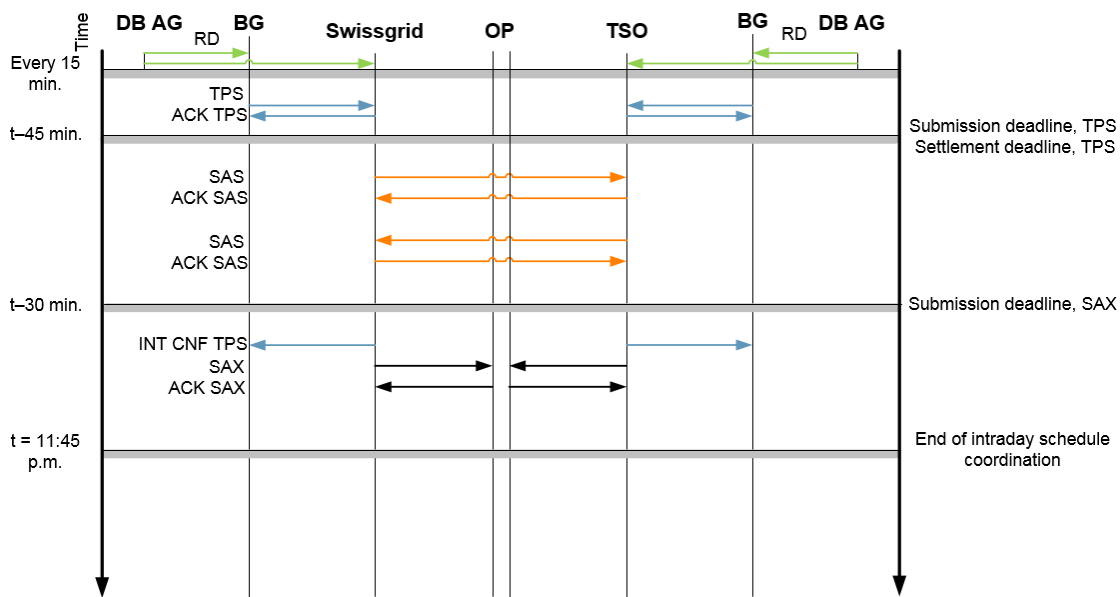 Time
DB AG
BG
Swissgrid
OP
TSO
BG
DB AG
RD
RD
Every 15
min.
TPS
ACK TPS
t–45 min.
Submission deadline, TPS
Settlement deadline, TPS
SAS
ACK SAS
SAS
ACK SAS
t–30 min.
Submission deadline, SAX
INT CNF TPS
SAX
ACK SAX
t = 11:45
p.m.
End of intraday schedule
coordination